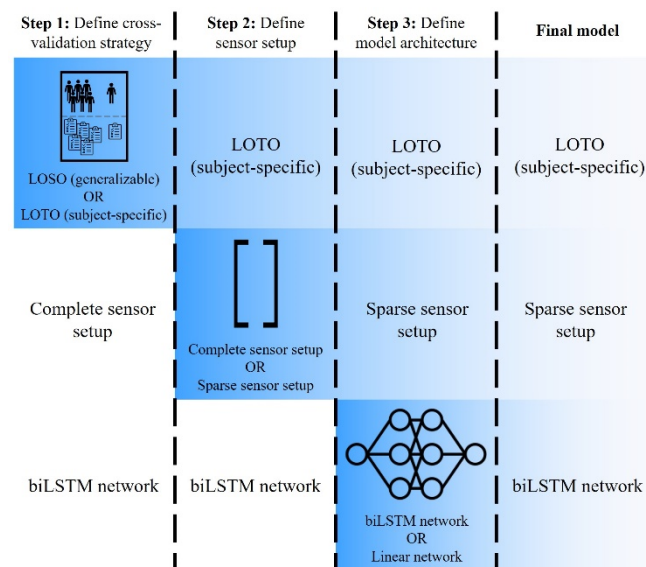 Step 1: Define cross-
validation strategy
Step 2: Define
sensor setup
Step 3: Define
model architecture
Final model
LOSO (generalizable)
OR
LOTO (subject-specific)
LOTO
(subject-specific)
LOTO
(subject-specific)
LOTO
(subject-specific)
Complete sensor
setup
Complete sensor setup
OR
Sparse sensor setup
Sparse sensor
setup
Sparse sensor
setup
biLSTM network
biLSTM network
biLSTM network
OR
Linear network
biLSTM network